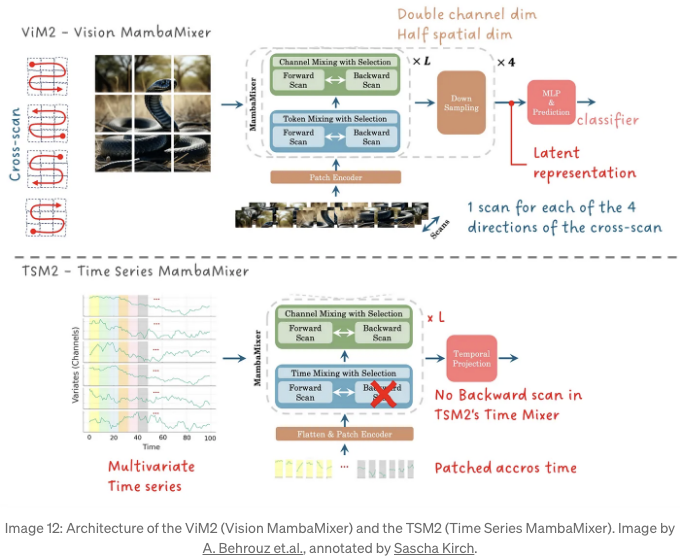 ViM2 – Vision MambaMixer
Double channel dim
Half spatial dim
Cross-scan
MambaMixer
Channel Mixing with Selection
Forward Scan
Backward Scan
Token Mixing with Selection
Forward Scan
Backward Scan
× L
Down Sampling
× 4
MLP & Prediction
classifier
Latent representation
Patch Encoder
Scans
1 scan for each of the 4
directions of the cross-scan
TSM2 – Time Series MambaMixer
Variates (Channels)
0 20 40 60 80 100
Time
Multivariate
Time series
MambaMixer
Channel Mixing with Selection
Forward Scan
Backward Scan
Time Mixing with Selection
Forward Scan
x L
Temporal Projection
No Backward scan in
TSM2's Time Mixer
Flatten & Patch Encoder
...
Patched accros time
Image 12: Architecture of the ViM2 (Vision MambaMixer) and the TSM2 (Time Series MambaMixer). Image by
A. Behrouz et.al., annotated by Sascha Kirch.